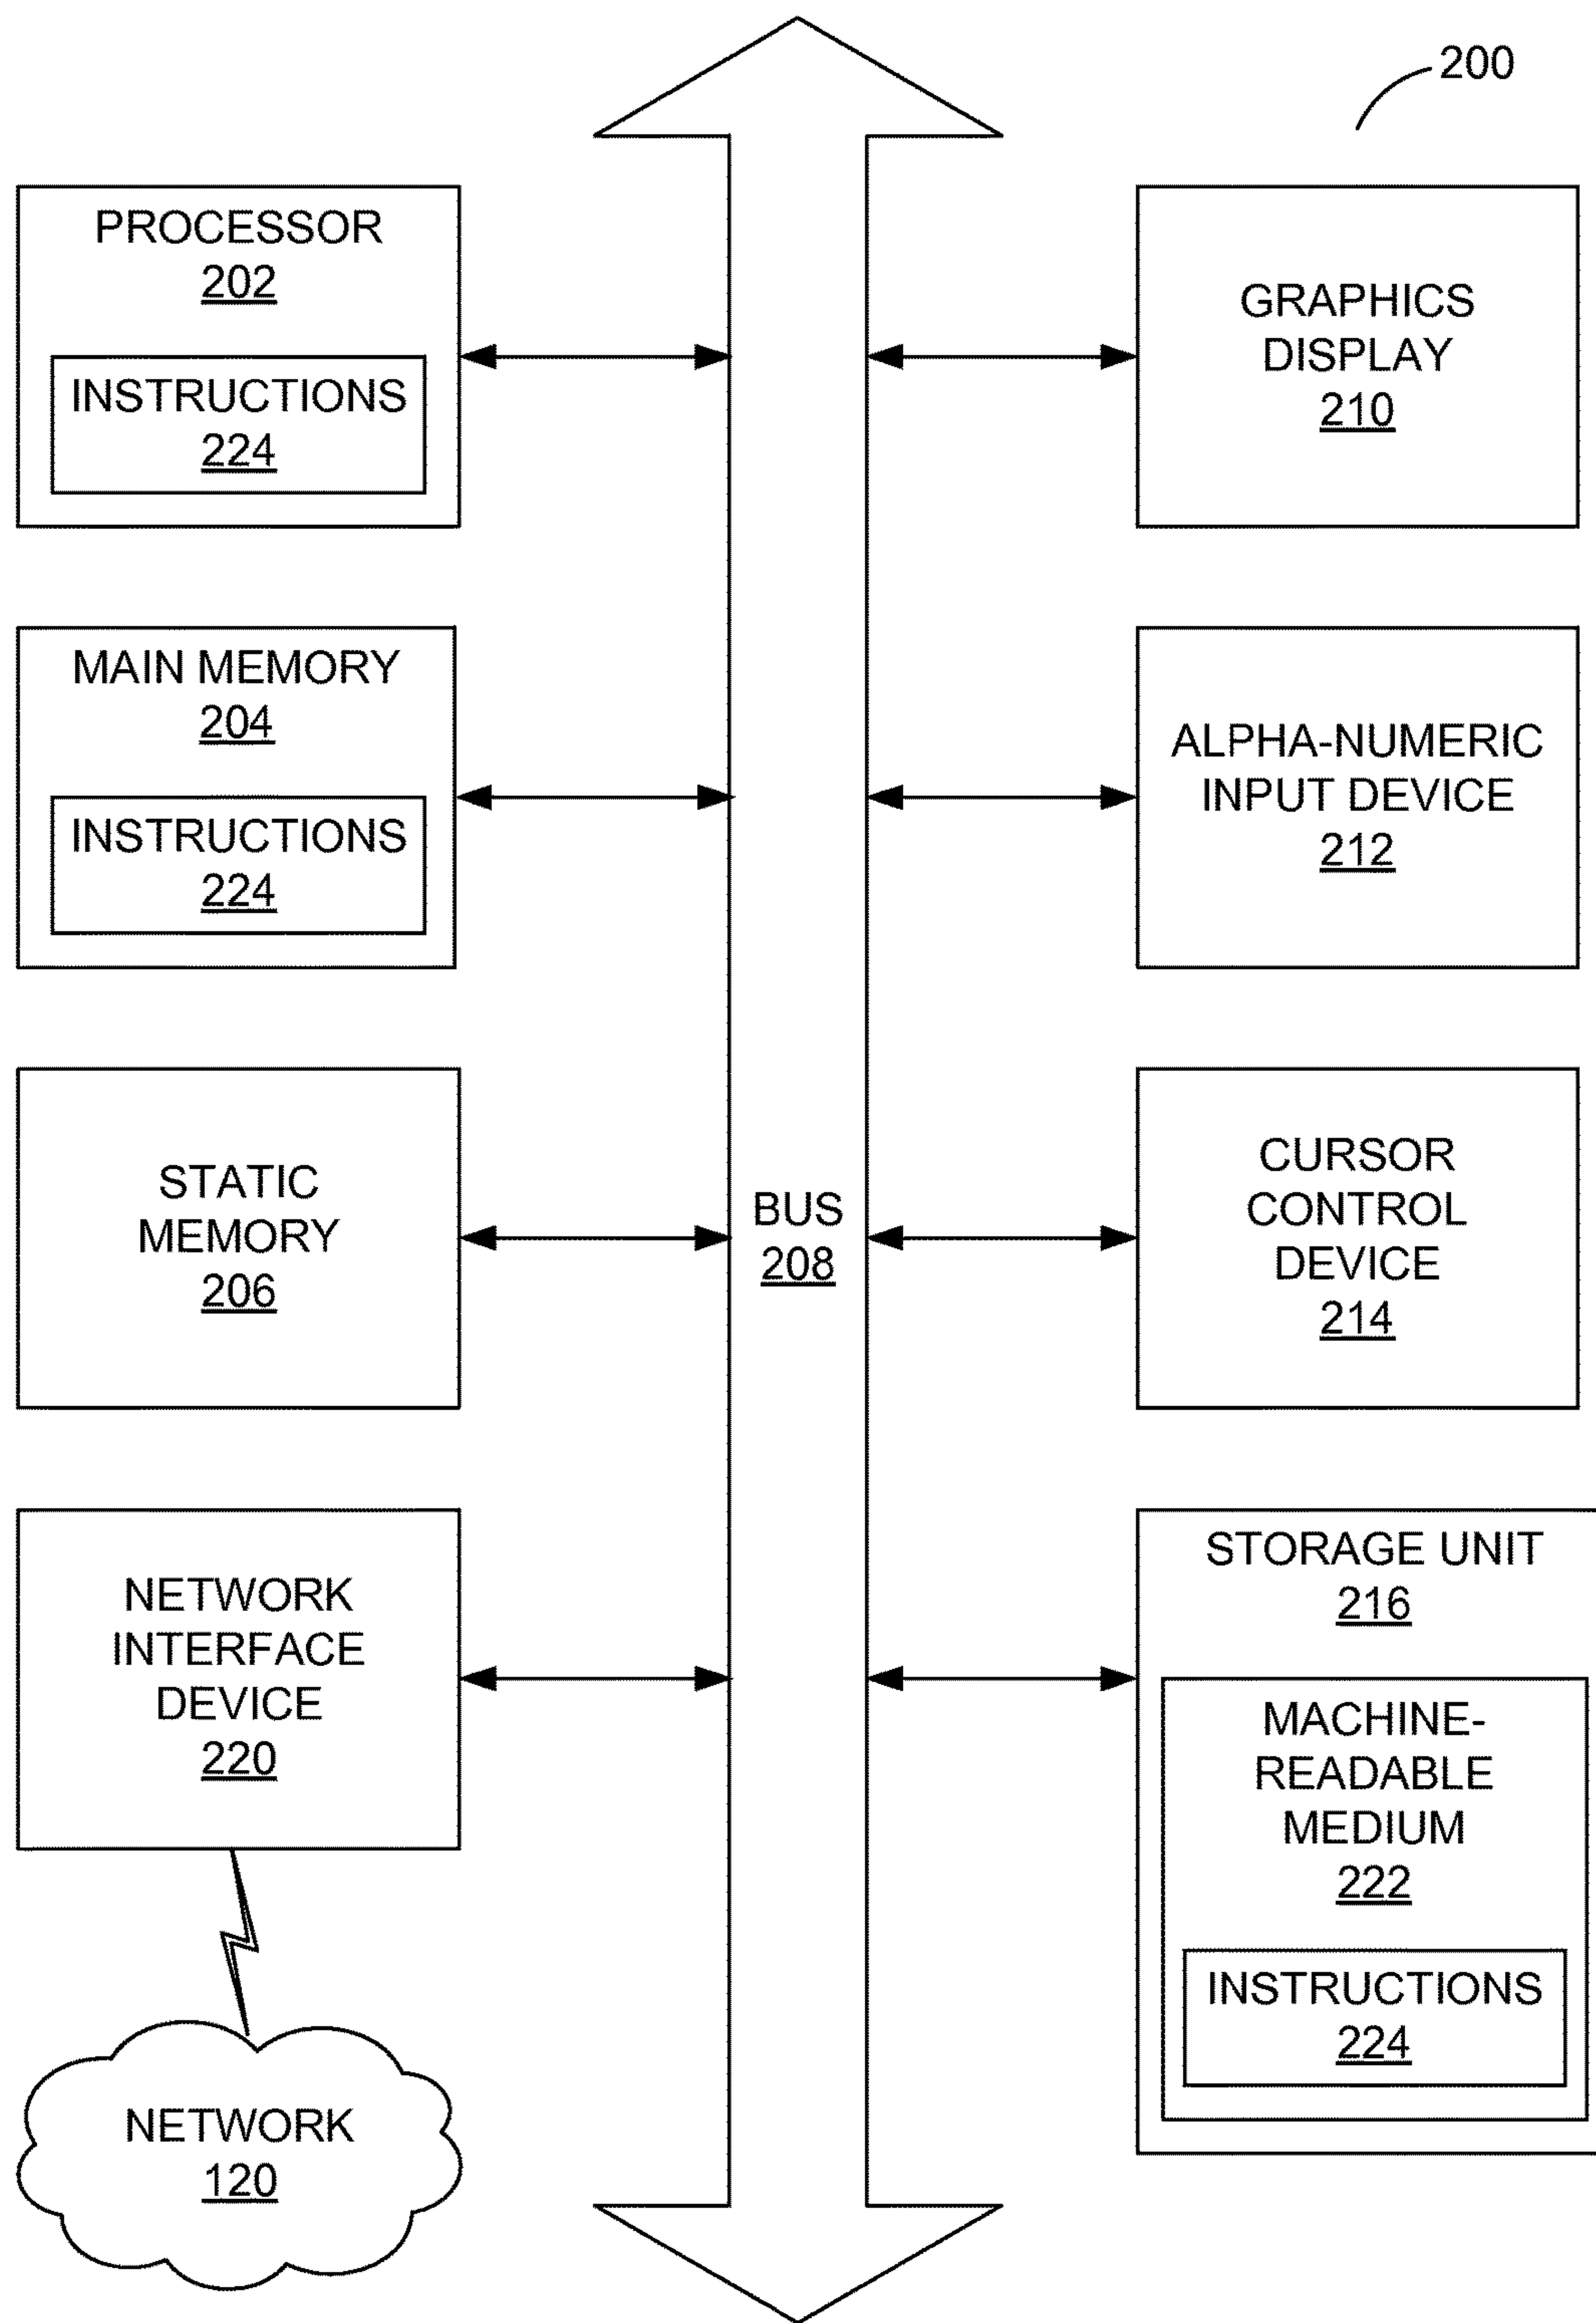 200
PROCESSOR
202
INSTRUCTIONS
224
GRAPHICS
DISPLAY
210
MAIN MEMORY
204
INSTRUCTIONS
224
ALPHA-NUMERIC
INPUT DEVICE
212
STATIC
MEMORY
206
BUS
208
CURSOR
CONTROL
DEVICE
214
NETWORK
INTERFACE
DEVICE
220
STORAGE UNIT
216
MACHINE-
READABLE
MEDIUM
222
INSTRUCTIONS
224
NETWORK
120